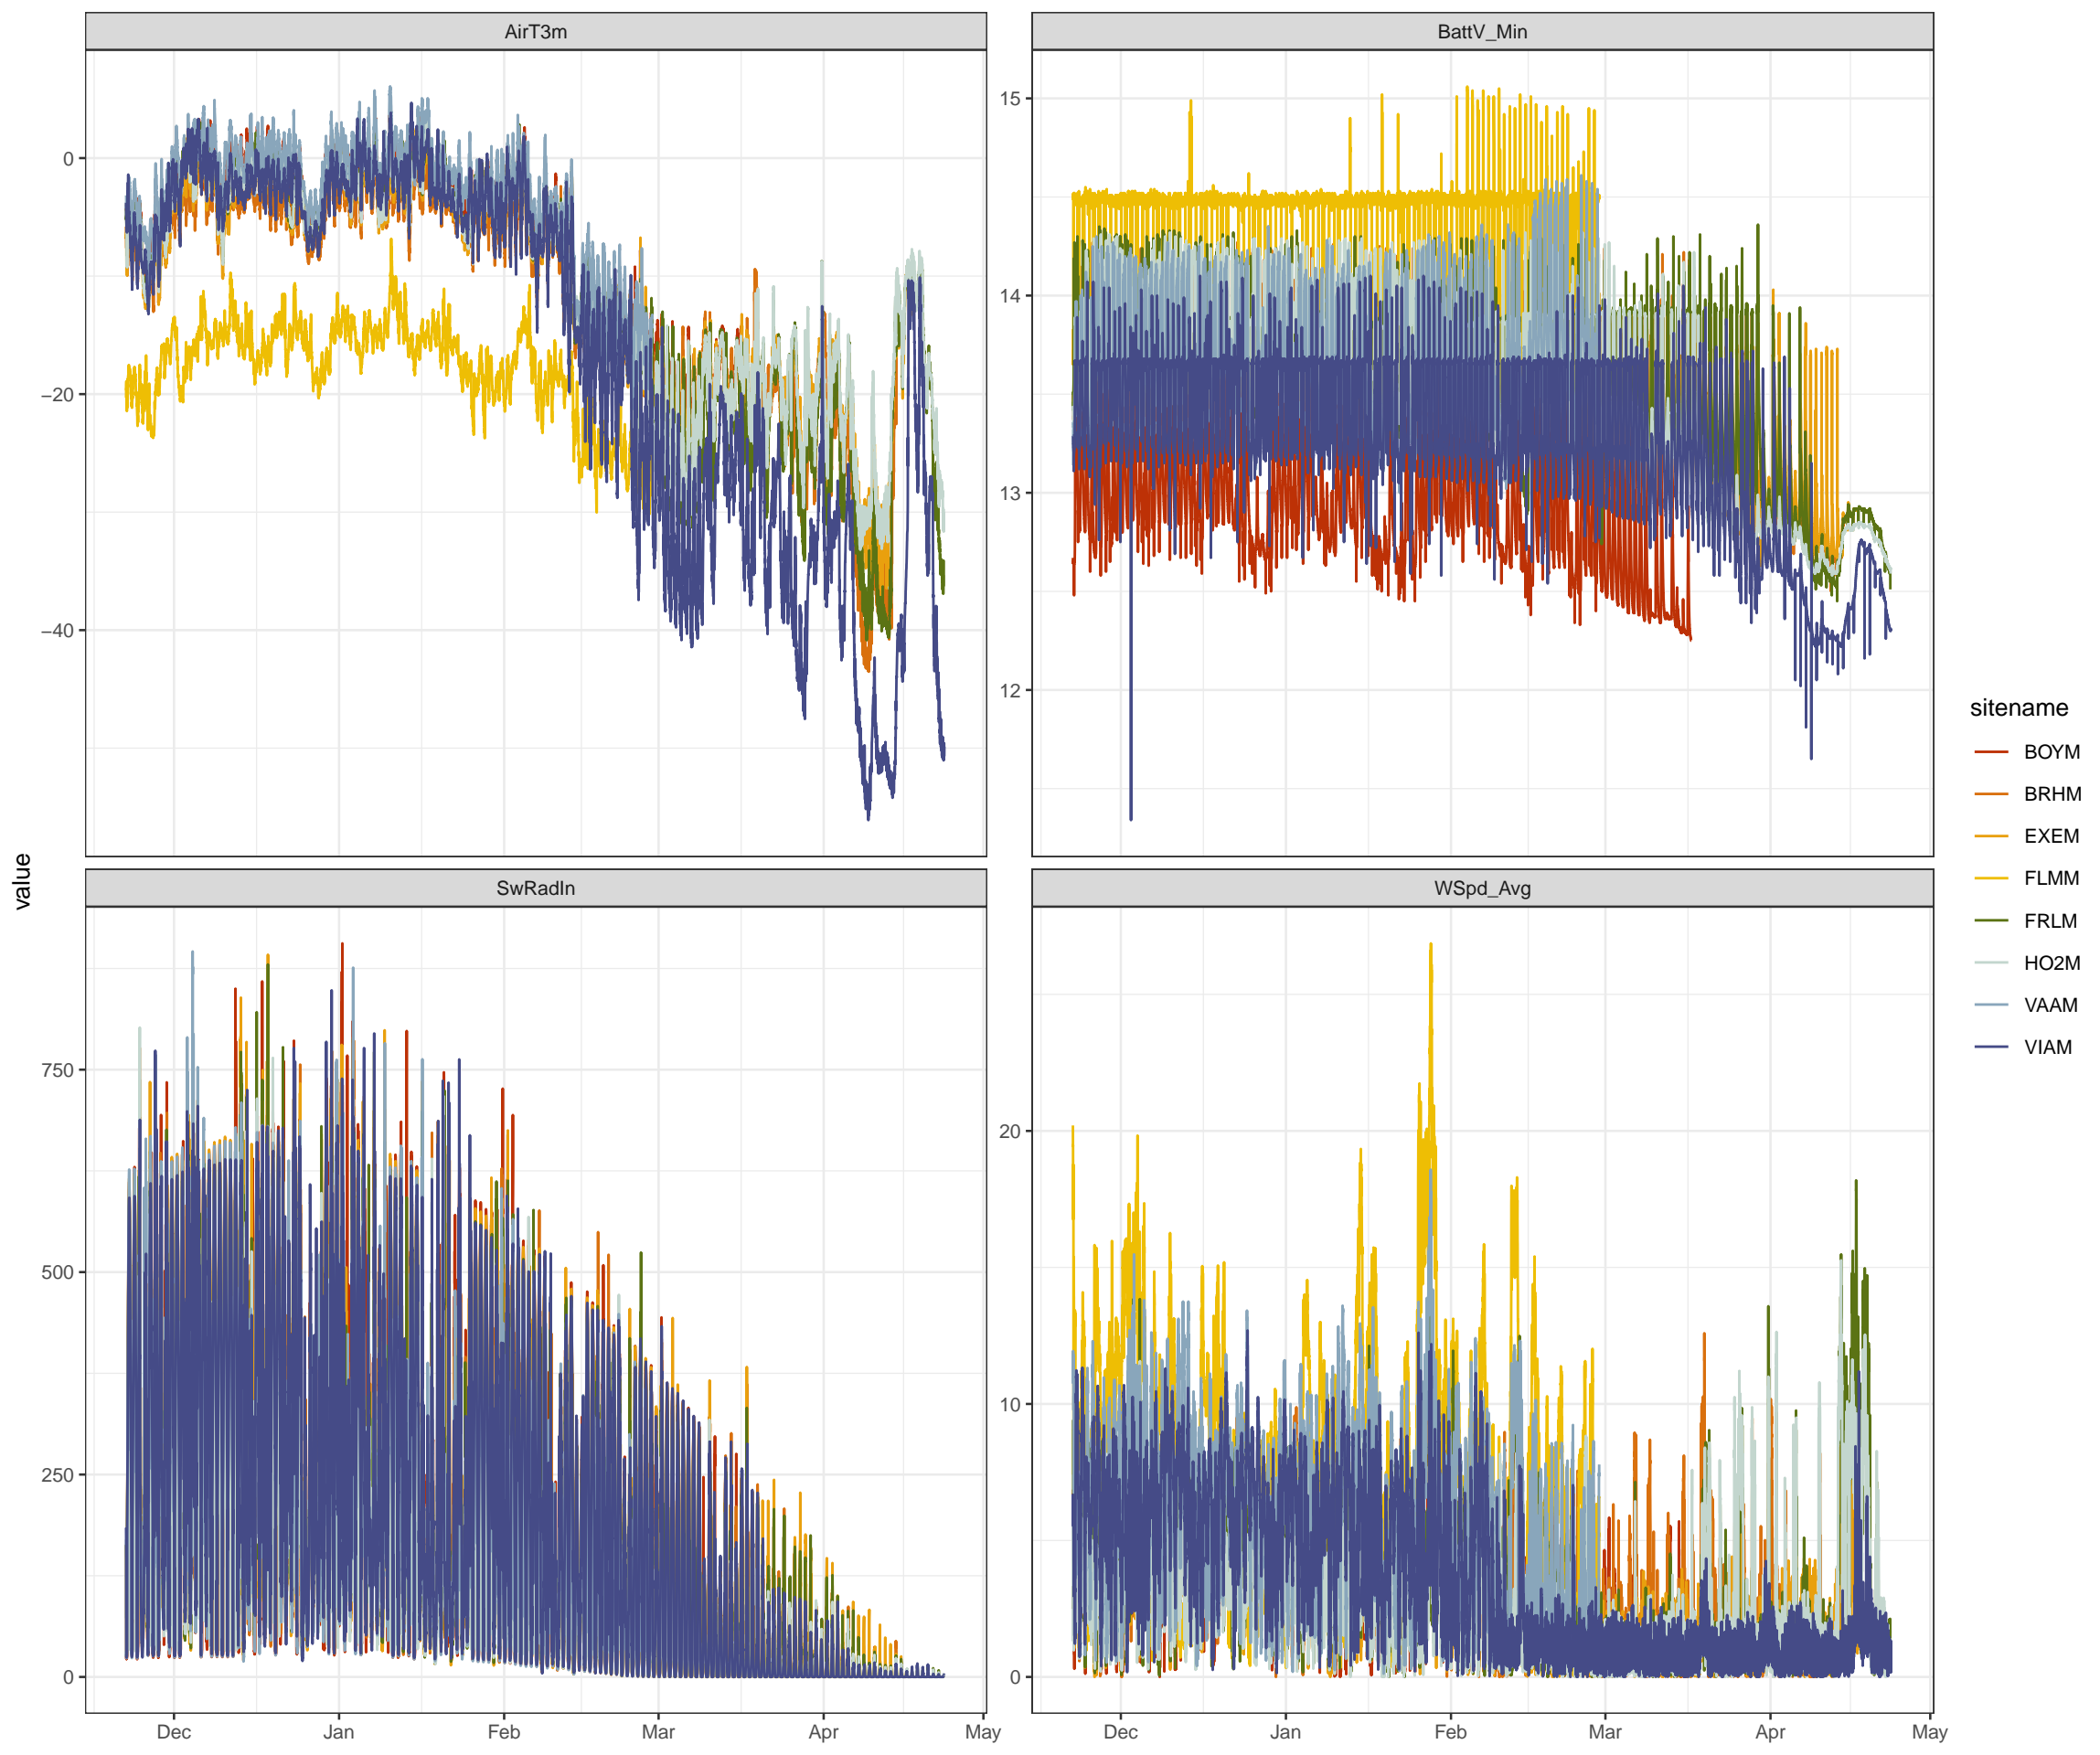 AirT3m
BattV_Min
0
−20
−40
15
14
13
12
value
SwRadIn
WSpd_Avg
750
500
250
0
20
10
0
Dec Jan Feb Mar Apr May
Dec Jan Feb Mar Apr May
sitename
BOYM
BRHM
EXEM
FLMM
FRLM
HO2M
VAAM
VIAM